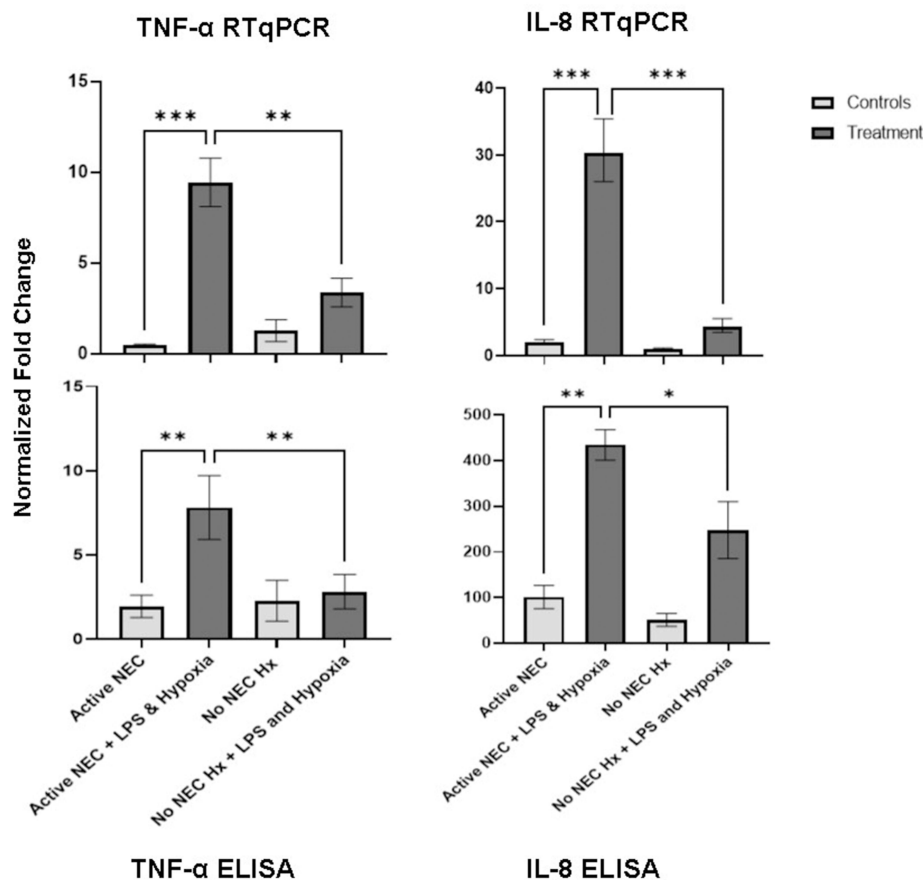 TNF-α RTqPCR
IL-8 RTqPCR
Controls
Treatment
Normalized Fold Change
15
10
5
0
***
**
40
30
20
10
0
***
***
15
10
5
0
**
**
500
400
300
200
100
0
**
*
Active NEC
Active NEC + LPS & Hypoxia
No NEC Hx
No NEC Hx + LPS and Hypoxia
Active NEC
Active NEC + LPS & Hypoxia
No NEC Hx
No NEC Hx + LPS and Hypoxia
TNF-α ELISA
IL-8 ELISA